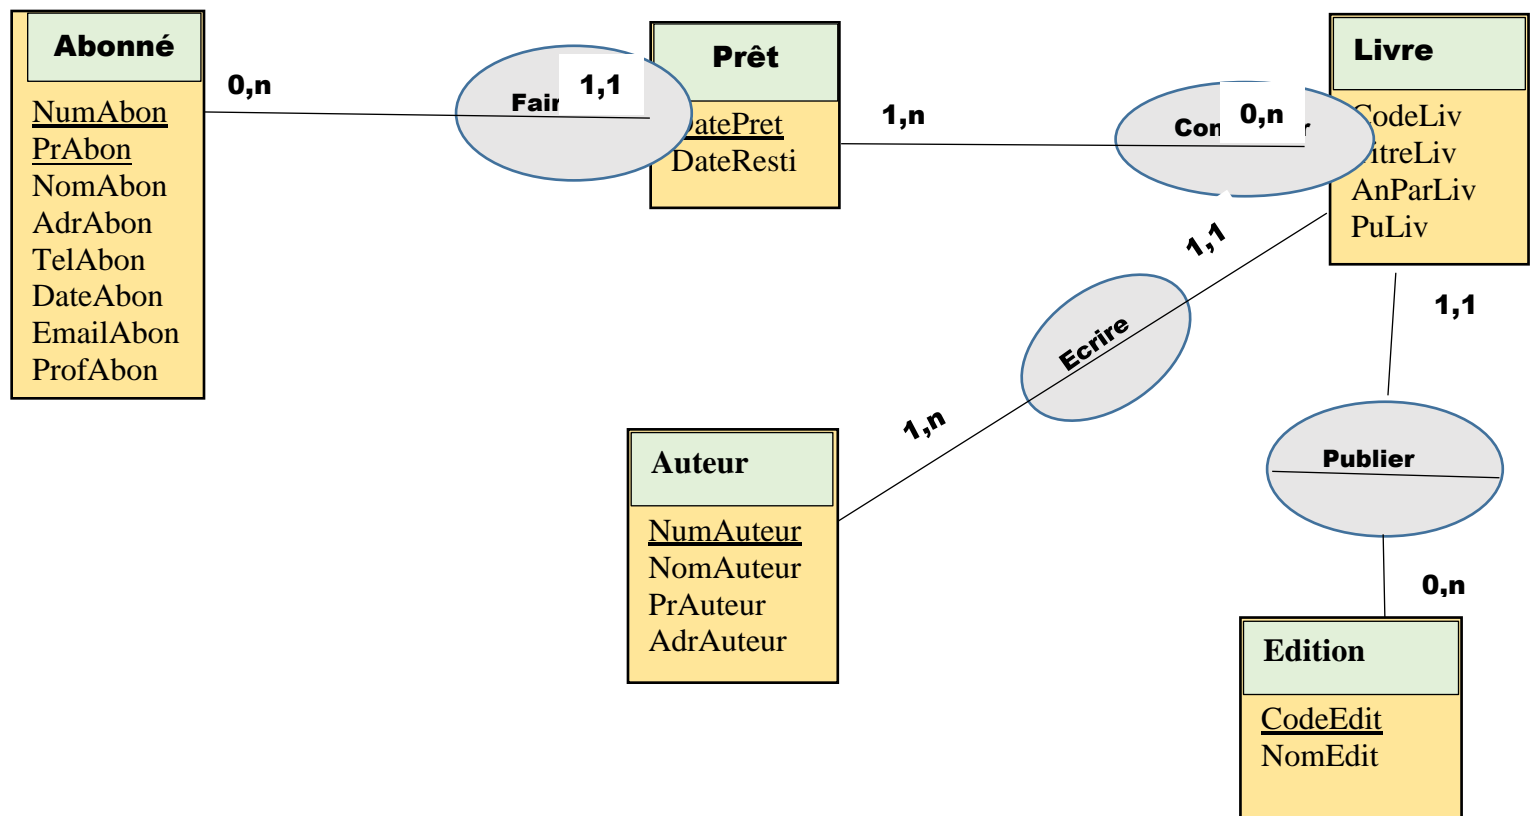 Abonné
NumAbon
PrAbon
NomAbon
AdrAbon
TelAbon
DateAbon
EmailAbon
ProfAbon
0,n
Fair
1,1
Prêt
atePret
DateResti
1,n
Con
r
0,n
Livre
CodeLiv
itreLiv
AnParLiv
PuLiv
1,1
Ecrire
1,n
Auteur
NumAuteur
NomAuteur
PrAuteur
AdrAuteur
1,1
Publier
0,n
Edition
CodeEdit
NomEdit